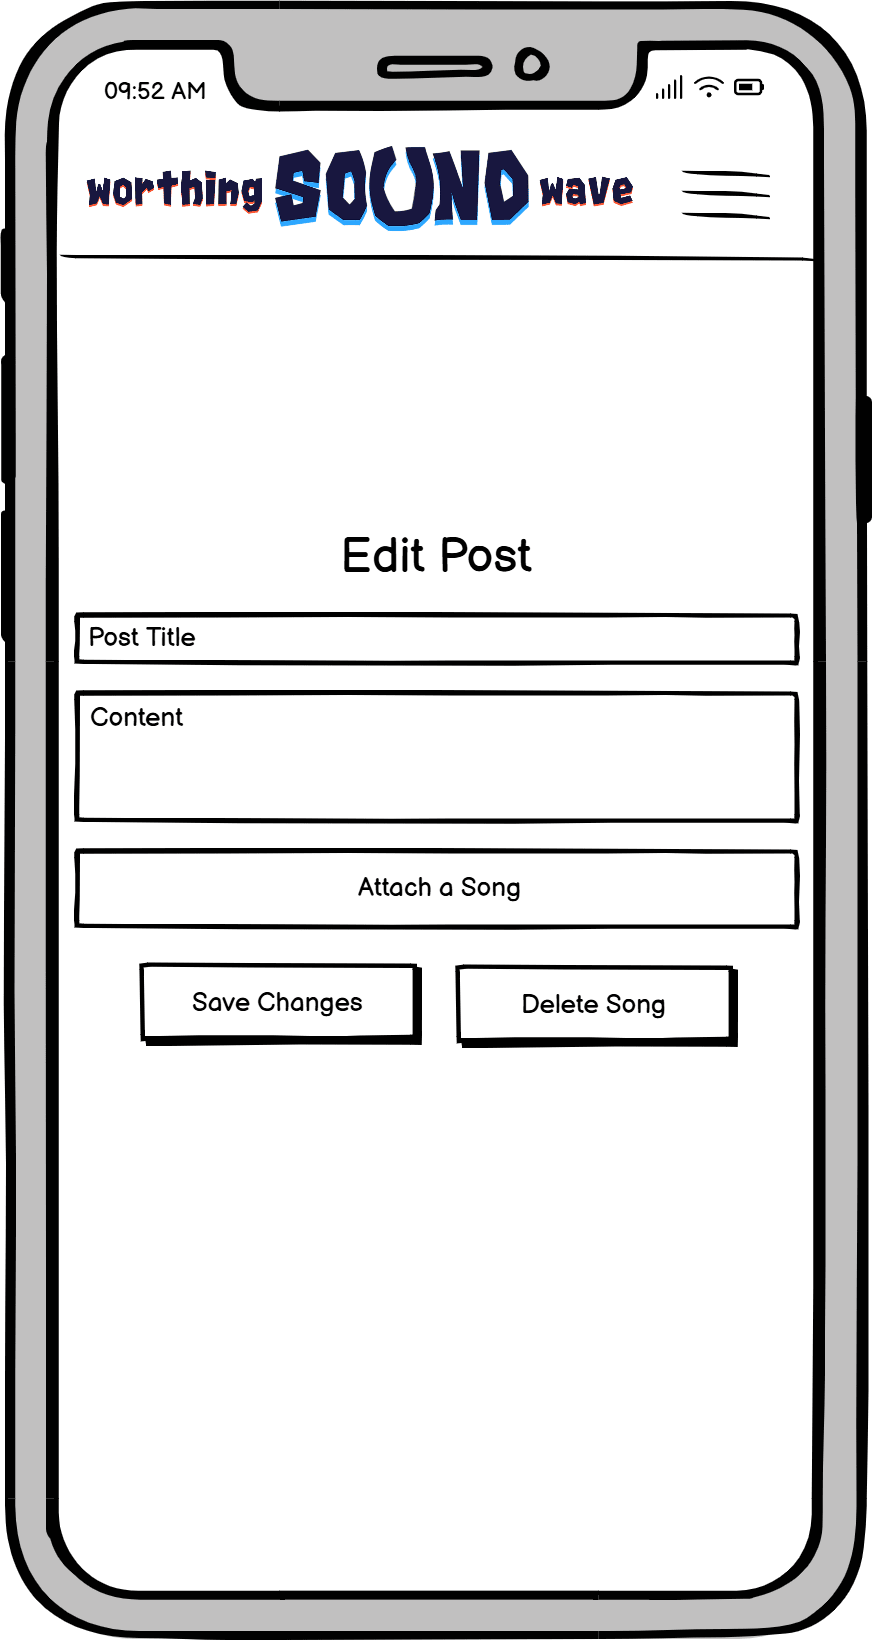 09:52 AM
worthing SOUND wave
Edit Post
Post Title
Content
Attach a Song
Save Changes
Delete Song